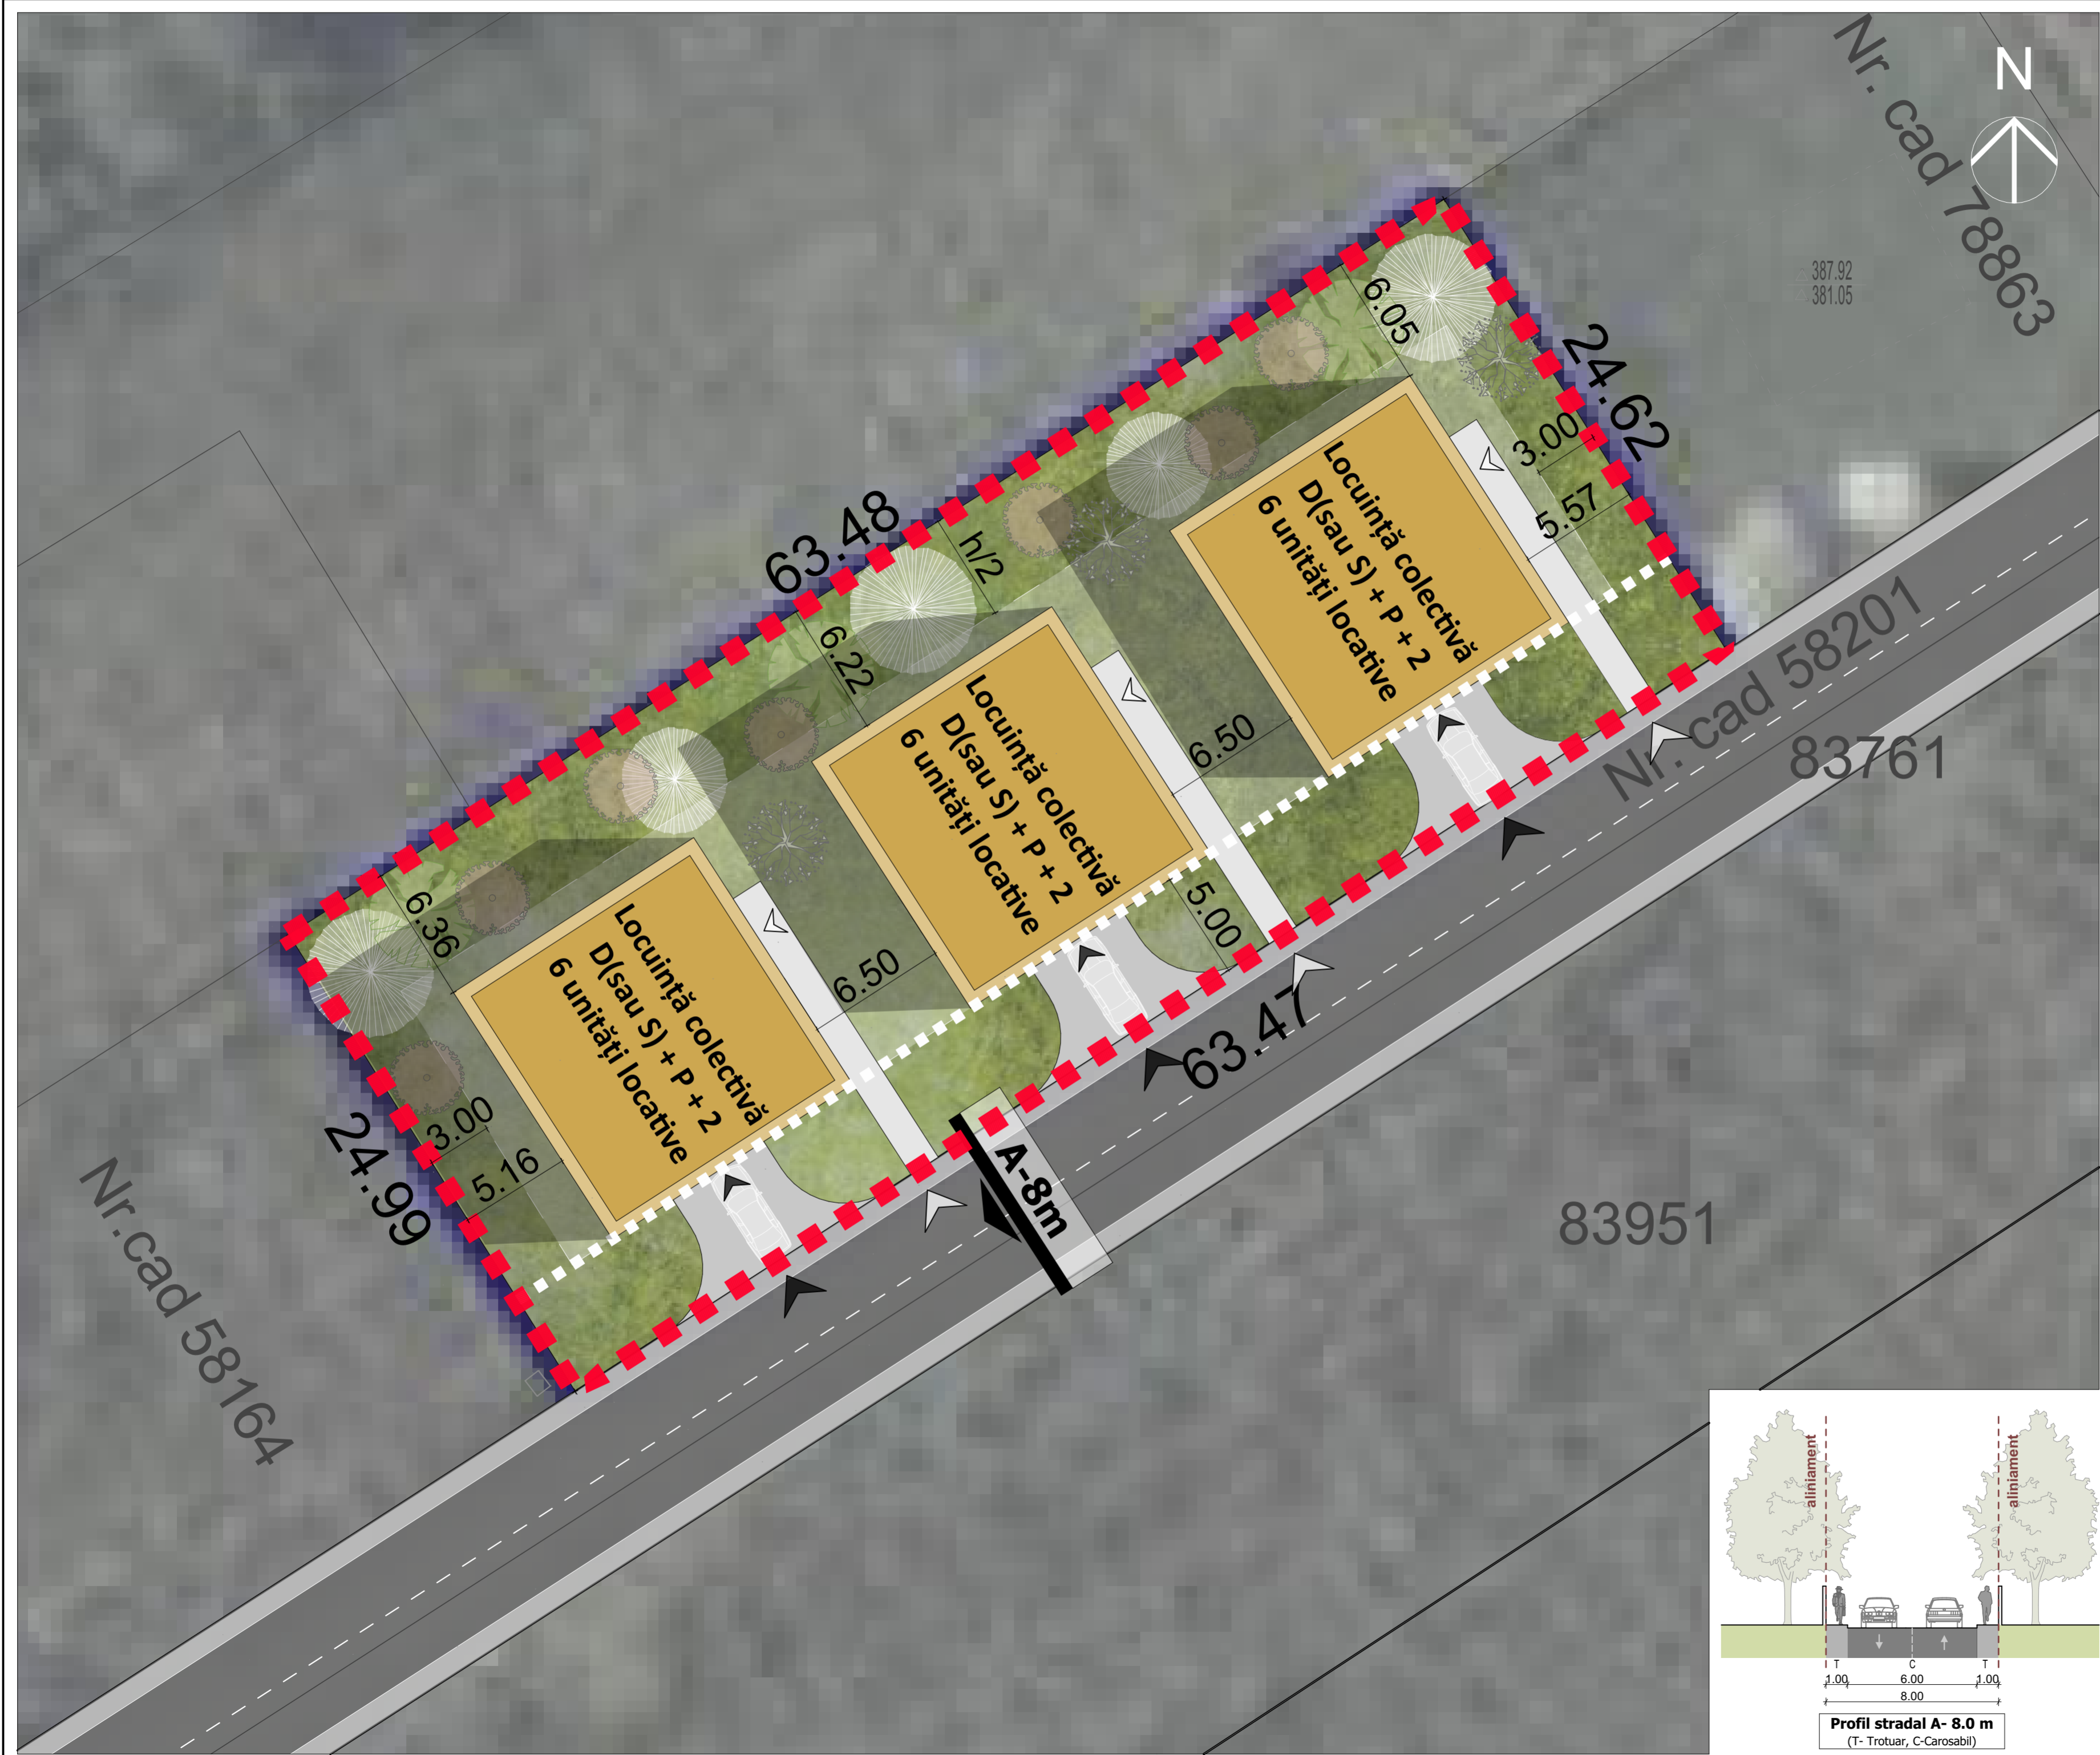 N
Nr. cad 78863
387.92
381.05
24.62
6.05
3.00
5.57
Locuință colectivă
D(sau S) + P + 2
6 unități locative
63.48
h/2
6.22
6.50
Locuință colectivă
D(sau S) + P + 2
6 unități locative
5.00
6.36
6.50
Locuință colectivă
D(sau S) + P + 2
6 unități locative
3.00
5.16
24.99
Nr.cad 58164
63.47
A-8m
Nr. cad 58201
83761
83951
aliniament
aliniament
T
C
T
1.00
6.00
1.00
8.00
Profil stradal A- 8.0 m
(T- Trotuar, C-Carosabil)